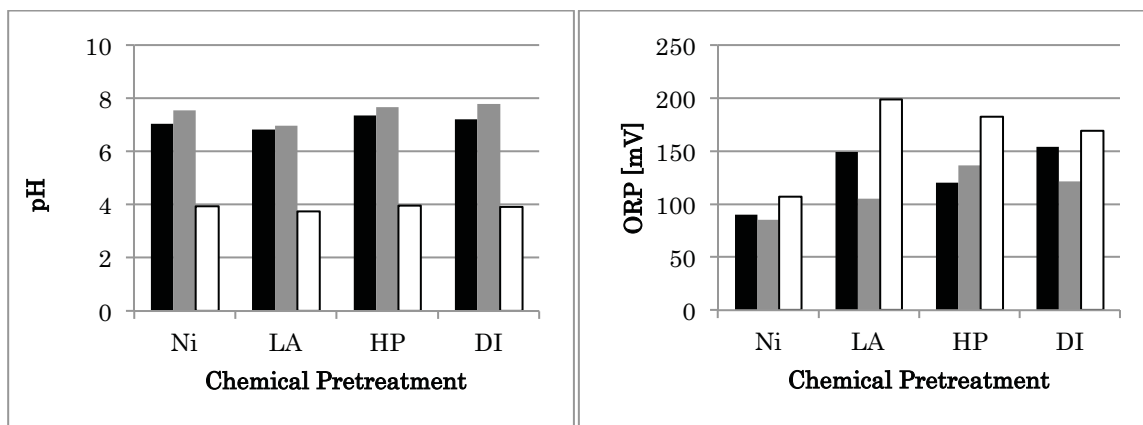 pH
10
8
6
4
2
0
Ni LA HP DI
Chemical Pretreatment
ORP [mV]
250
200
150
100
50
0
Ni LA HP DI
Chemical Pretreatment